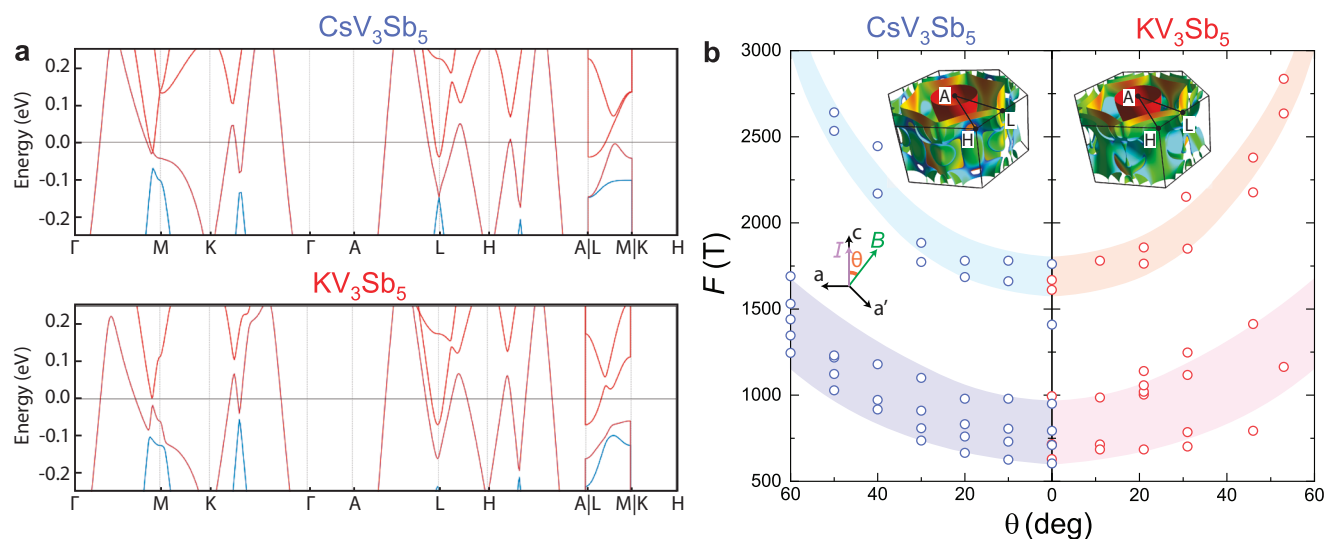 a
CsV3Sb5
Energy (eV)
0.2
0.1
0.0
-0.1
-0.2
Γ M K Γ A L H A|L M|K H
KV3Sb5
Energy (eV)
0.2
0.1
0.0
-0.1
-0.2
Γ M K Γ A L H A|L M|K H
b
CsV3Sb5 KV3Sb5
F (T)
3000
2500
2000
1500
1000
500
A
L
H
A
L
H
c
I
θ
B
a
a'
60 40 20 0 20 40 60
θ (deg)